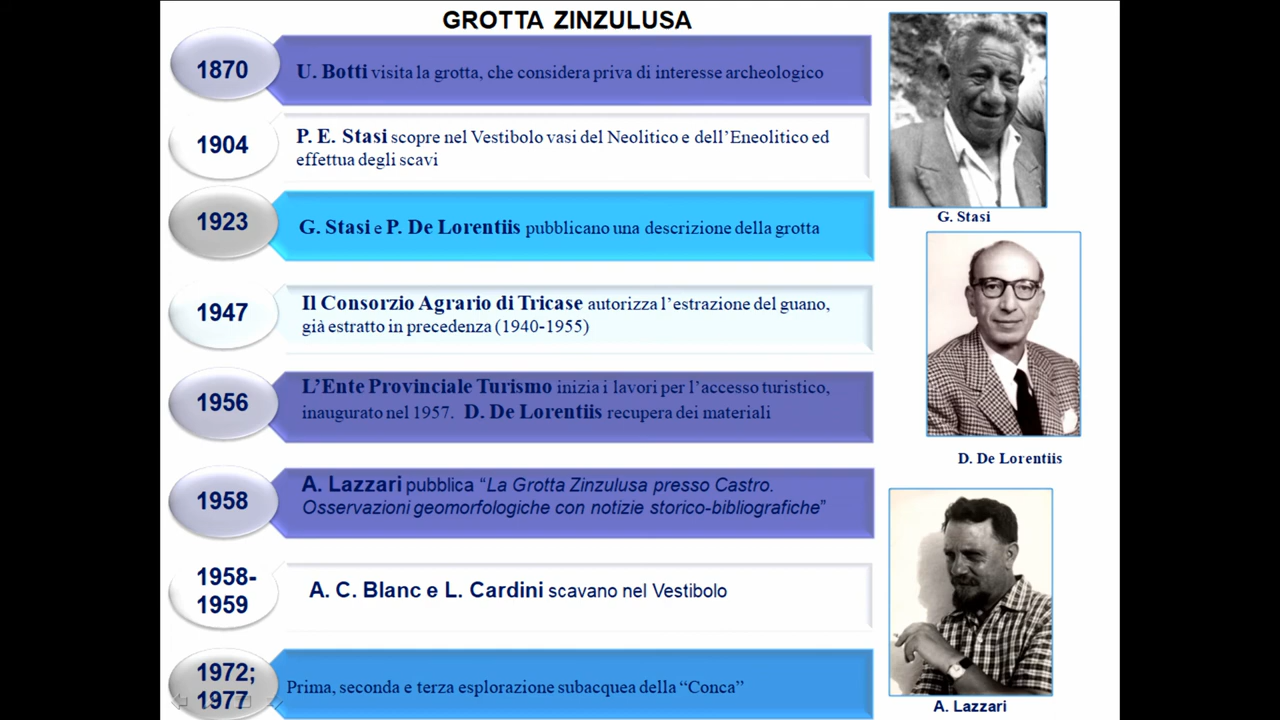 GROTTA ZINZULUSA
1870
U. Botti visita la grotta, che considera priva di interesse archeologico
1904
P. E. Stasi scopre nel Vestibolo vasi del Neolitico e dell’Eneolitico ed
effettua degli scavi
1923
G. Stasi e P. De Lorentiis pubblicano una descrizione della grotta
1947
Il Consorzio Agrario di Tricase autorizza l’estrazione del guano,
già estratto in precedenza (1940-1955)
1956
L’Ente Provinciale Turismo inizia i lavori per l’accesso turistico,
inaugurato nel 1957. D. De Lorentiis recupera dei materiali
1958
A. Lazzari pubblica “La Grotta Zinzulusa presso Castro.
Osservazioni geomorfologiche con notizie storico-bibliografiche”
1958-
1959
A. C. Blanc e L. Cardini scavano nel Vestibolo
1972;
1977
Prima, seconda e terza esplorazione subacquea della “Conca”
G. Stasi
D. De Lorentiis
A. Lazzari